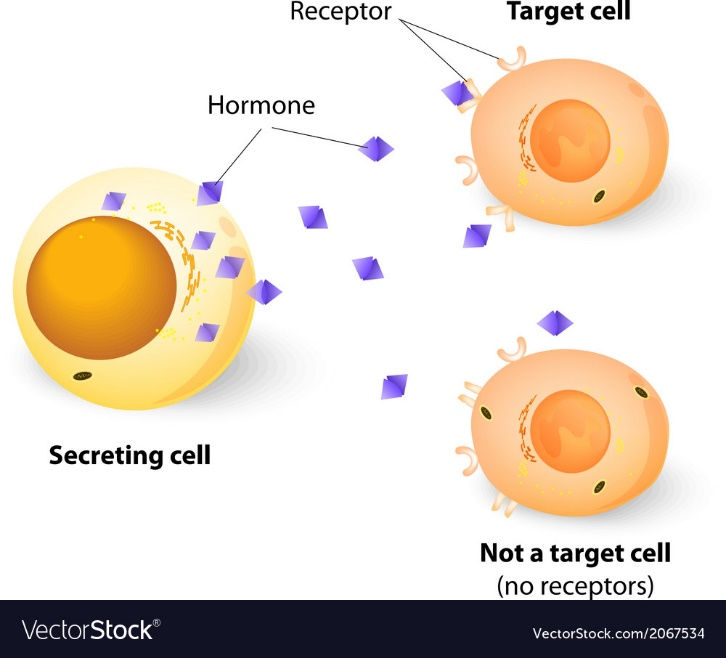 Receptor
Target cell
Hormone
Secreting cell
Not a target cell
(no receptors)
VectorStock®
VectorStock.com/2067534